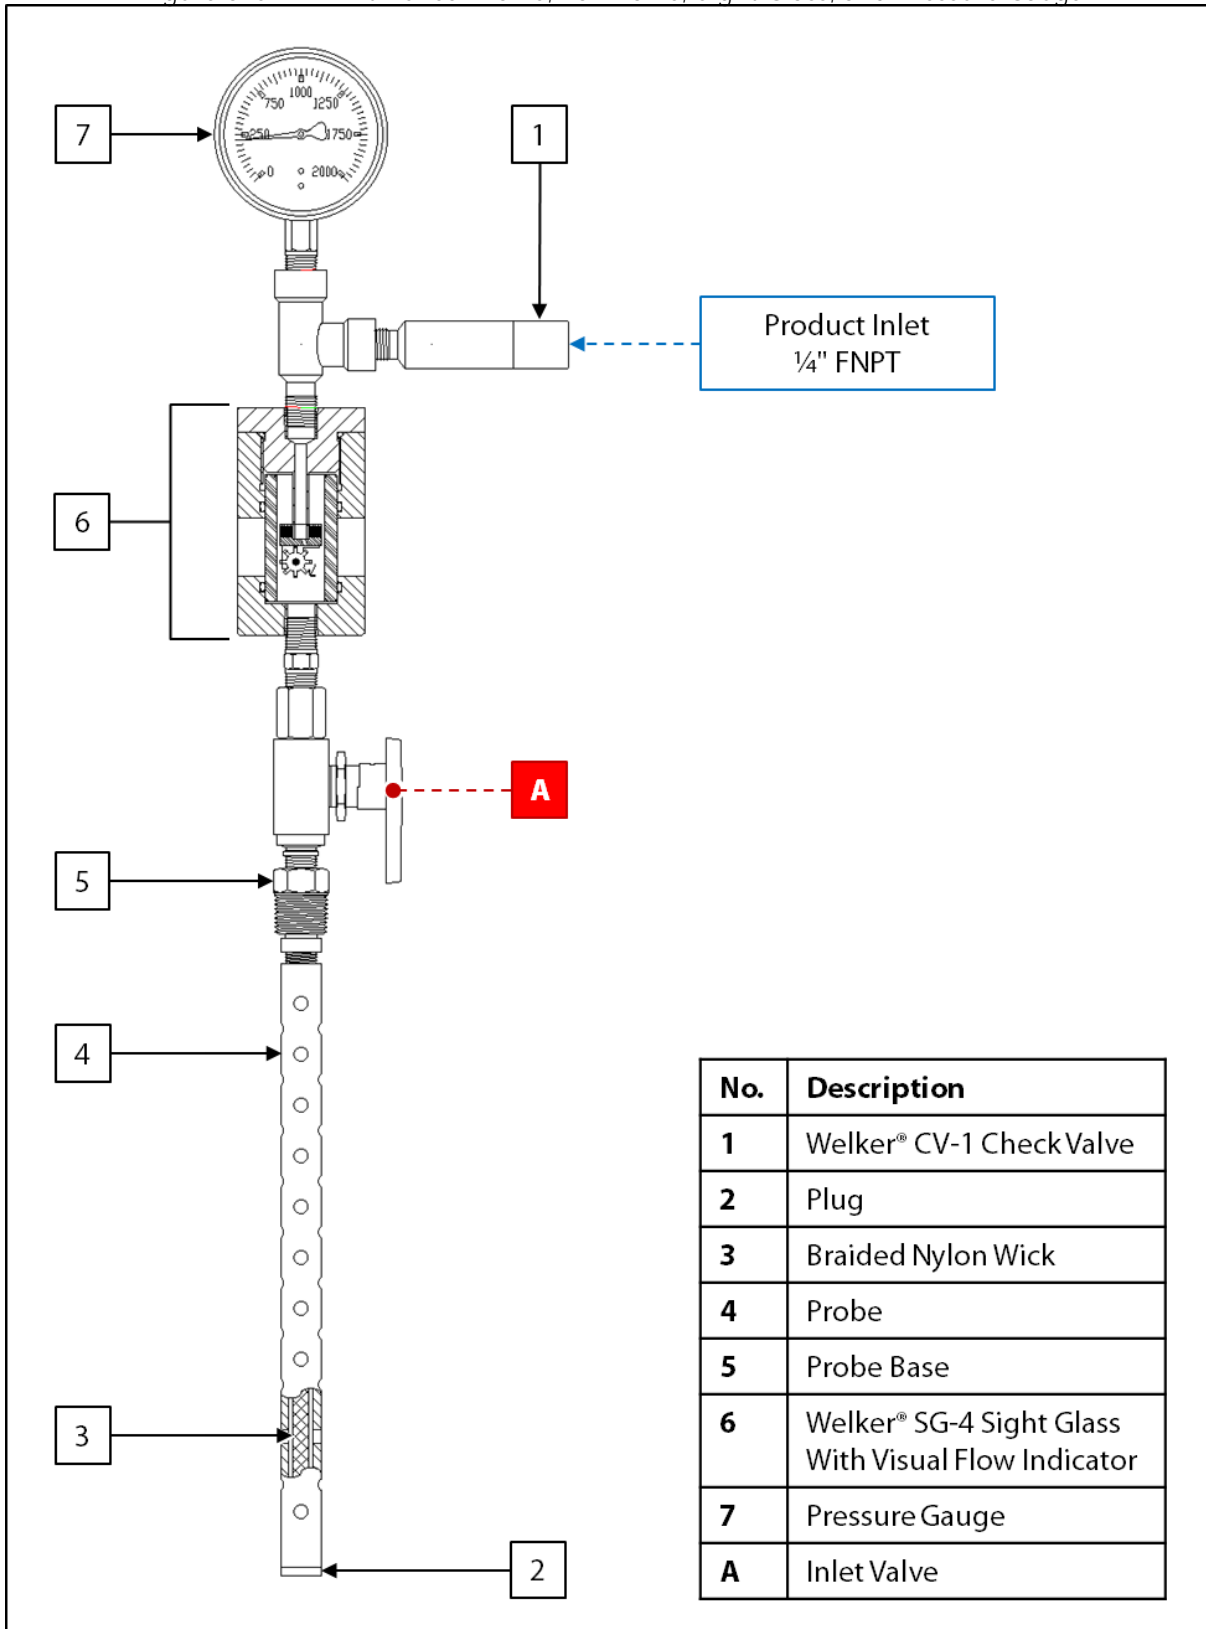 1000
750 1250
250 1750
0 2000
7
1
Product Inlet
¼" FNPT
6
A
5
4
3
2
No. Description
1 Welker® CV-1 Check Valve
2 Plug
3 Braided Nylon Wick
4 Probe
5 Probe Base
6 Welker® SG-4 Sight Glass
With Visual Flow Indicator
7 Pressure Gauge
A Inlet Valve